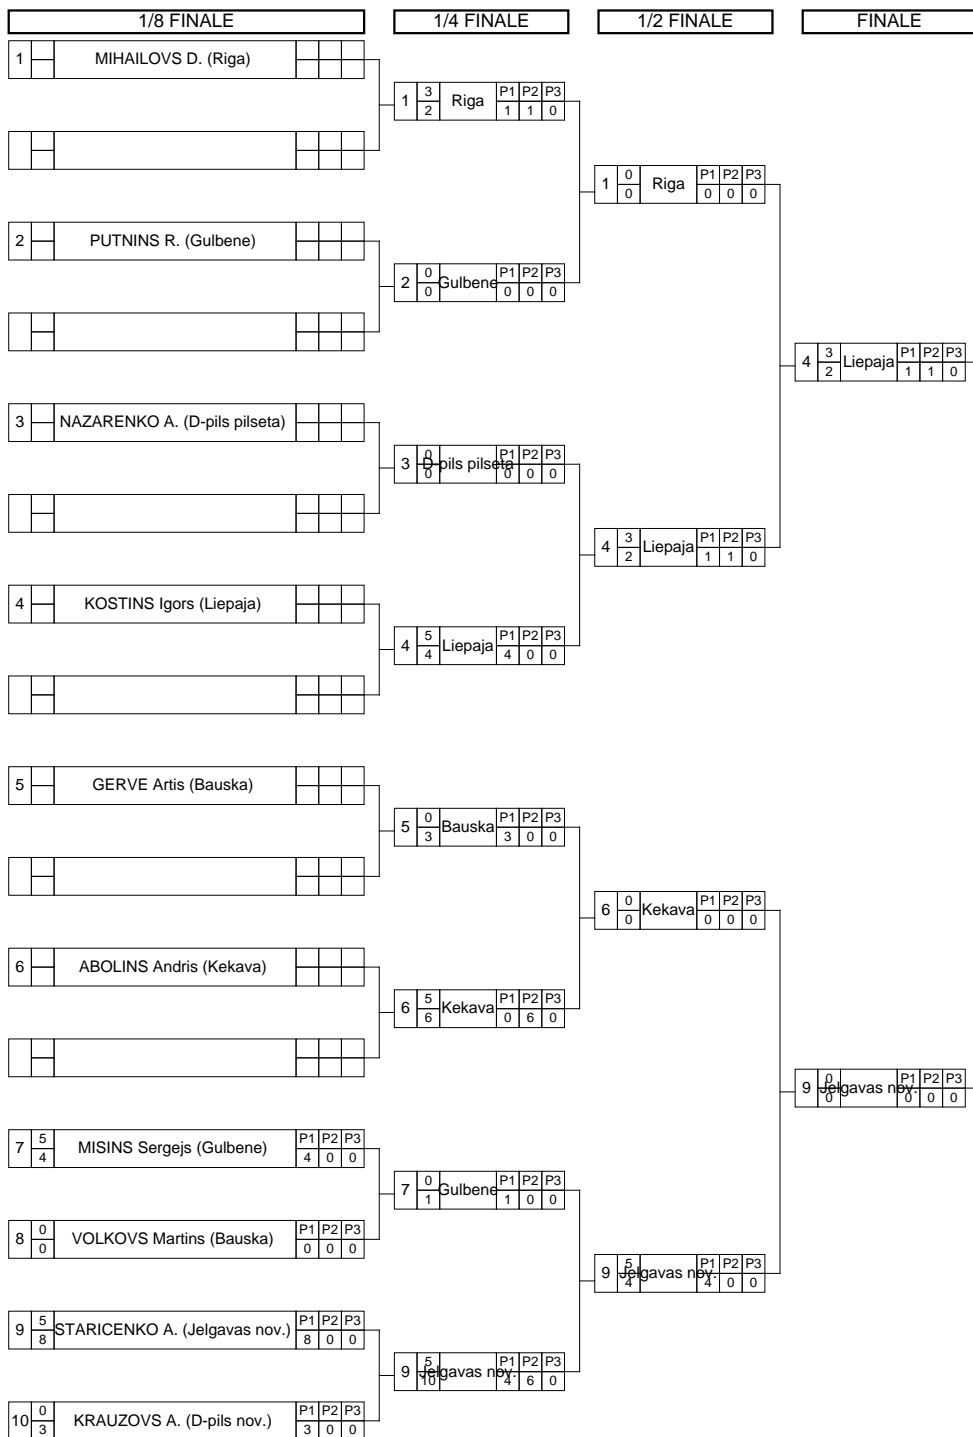 1/8 FINALE 1/4 FINALE 1/2 FINALE FINALE
1 MIHAILOVS D. (Riga)
1 3 2 Riga P1 P2 P3 1 1 0
1 0 0 Riga P1 P2 P3 0 0 0
2 PUTNINS R. (Gulbene)
2 0 0 Gulbene P1 P2 P3 0 0 0
4 3 2 Liepaja P1 P2 P3 1 1 0
3 NAZARENKO A. (D-pils pilseta)
3 0 0 D-pils pilseta P1 P2 P3 0 0 0
4 3 2 Liepaja P1 P2 P3 1 1 0
4 KOSTINS Igors (Liepaja)
4 5 4 Liepaja P1 P2 P3 4 0 0
5 GERVE Artis (Bauska)
5 0 3 Bauska P1 P2 P3 3 0 0
6 0 0 Kekava P1 P2 P3 0 0 0
6 ABOLINS Andris (Kekava)
6 5 6 Kekava P1 P2 P3 0 6 0
9 0 0 Jelgavas nov. P1 P2 P3 0 0 0
7 5 4 MISINS Sergejs (Gulbene) P1 P2 P3 4 0 0
7 0 1 Gulbene P1 P2 P3 1 0 0
8 0 0 VOLKOVS Martins (Bauska) P1 P2 P3 0 0 0
9 5 4 Jelgavas nov. P1 P2 P3 4 0 0
9 5 8 STARICENKO A. (Jelgavas nov.) P1 P2 P3 8 0 0
9 5 10 Jelgavas nov. P1 P2 P3 4 6 0
10 0 3 KRAUZOVS A. (D-pils nov.) P1 P2 P3 3 0 0